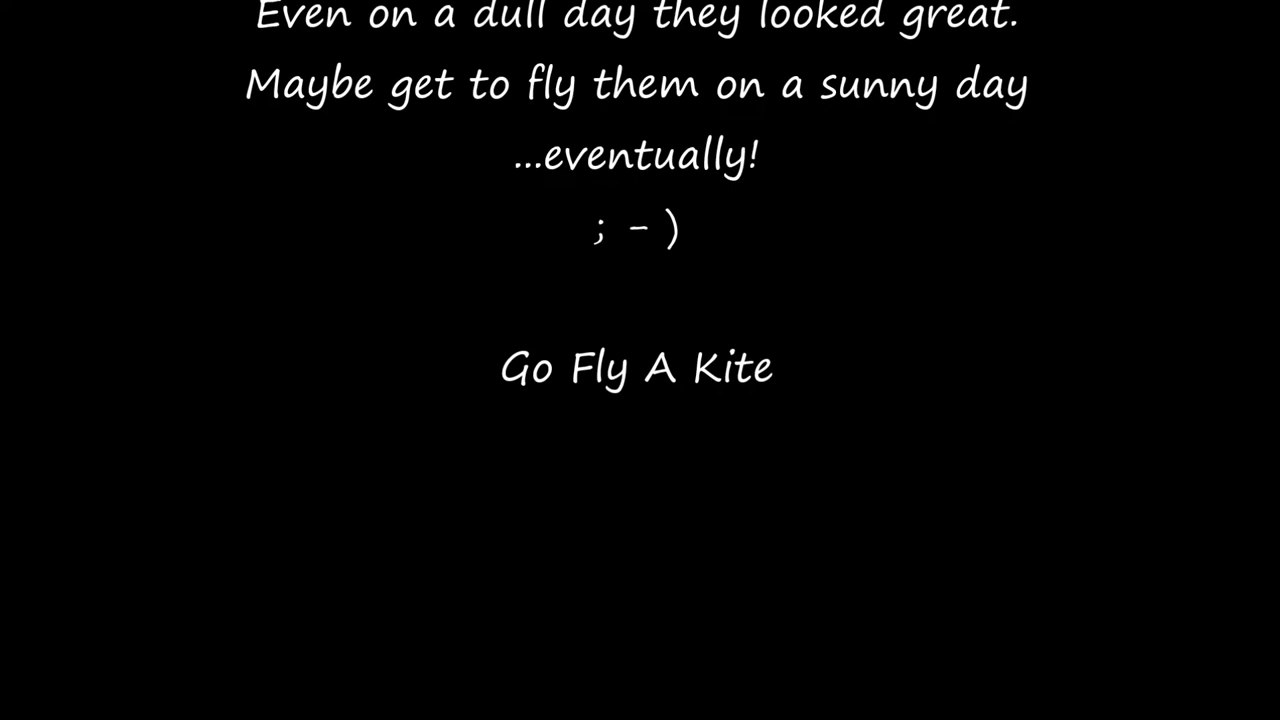 Even on a dull day they looked great.
Maybe get to fly them on a sunny day
...eventually!
; - )
Go Fly A Kite